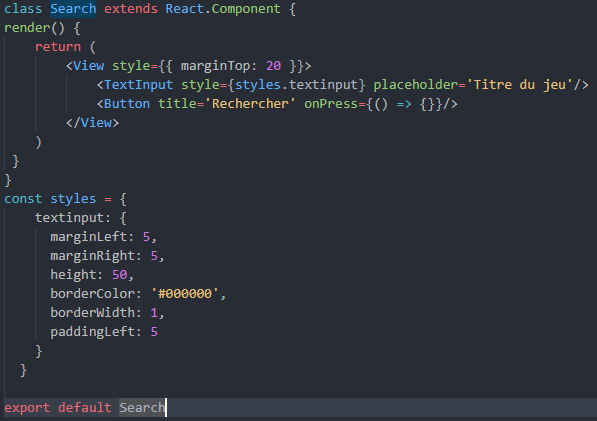 class Search extends React.Component {
render() {
    return (
        <View style={{ marginTop: 20 }}>
            <TextInput style={styles.textinput} placeholder='Titre du jeu'/>
            <Button title='Rechercher' onPress={() => {}}/>
        </View>
    )
 }
}
const styles = {
    textinput: {
      marginLeft: 5,
      marginRight: 5,
      height: 50,
      borderColor: '#000000',
      borderWidth: 1,
      paddingLeft: 5
    }
  }

export default Search